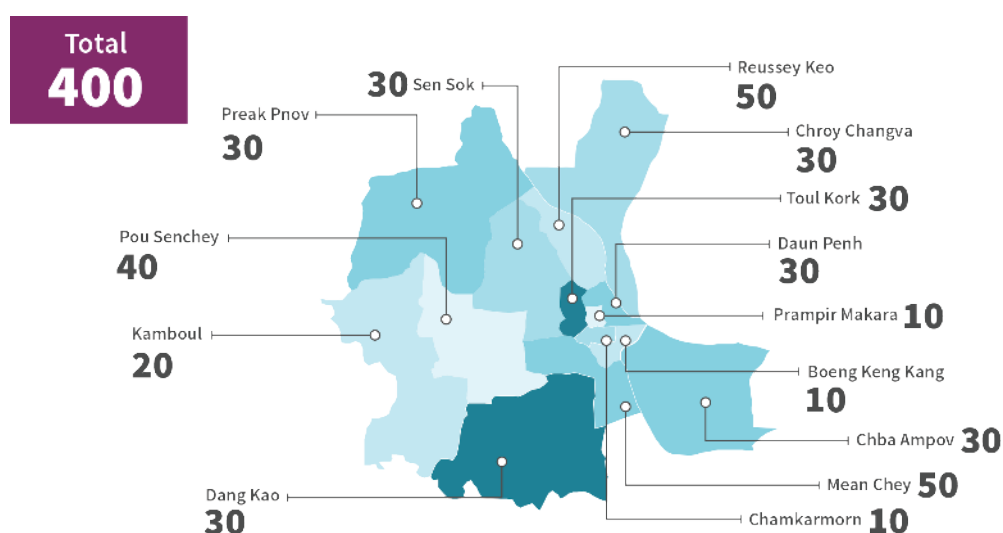 Total
400
30 Sen Sok
Reussey Keo
50
Preak Pnov
30
Chroy Changva
30
Toul Kork 30
Pou Senchey
40
Daun Penh
30
Prampir Makara 10
Kamboul
20
Boeng Keng Kang
10
Chba Ampov 30
Mean Chey 50
Dang Kao
30
Chamkarmorn 10